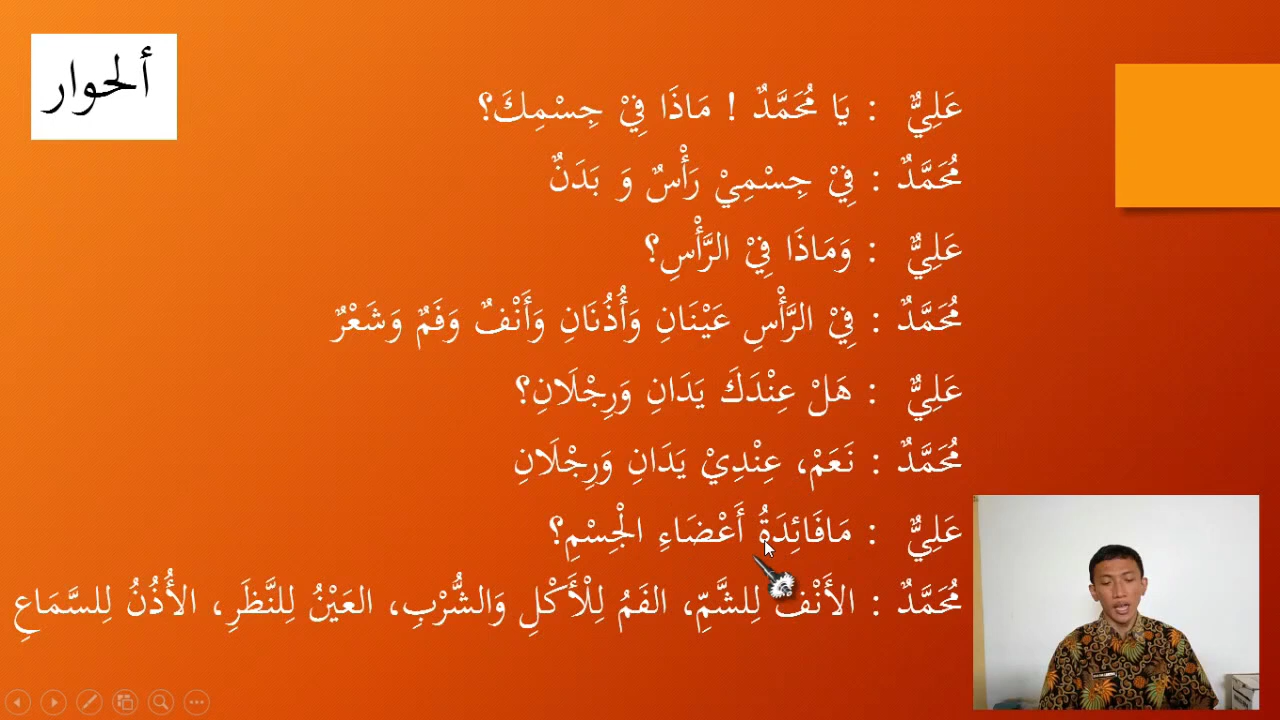 ألحوار
عَلِيٌّ : يَا مُحَمَّدٌ ! مَاذَا فِيْ جِسْمِكَ؟
مُحَمَّدٌ : فِيْ جِسْمِيْ رَأْسٌ وَ بَدَنٌ
عَلِيٌّ : وَمَاذَا فِيْ الرَّأْسِ؟
مُحَمَّدٌ : فِيْ الرَّأْسِ عَيْنَانِ وَأُذُنَانِ وَأَنْفٌ وَفَمٌ وَشَعْرٌ
عَلِيٌّ : هَلْ عِنْدَكَ يَدَانِ وَرِجْلَانِ؟
مُحَمَّدٌ : نَعَمْ، عِنْدِيْ يَدَانِ وَرِجْلَانِ
عَلِيٌّ : مَافَائِدَةُ أَعْضَاءِ الْجِسْمِ؟
مُحَمَّدٌ : الأَنْفُ لِلشَّمِّ، الفَمُ لِلْأَكْلِ وَالشُّرْبِ، العَيْنُ لِلنَّظَرِ، الأُذُنُ لِلسَّمَاعِ